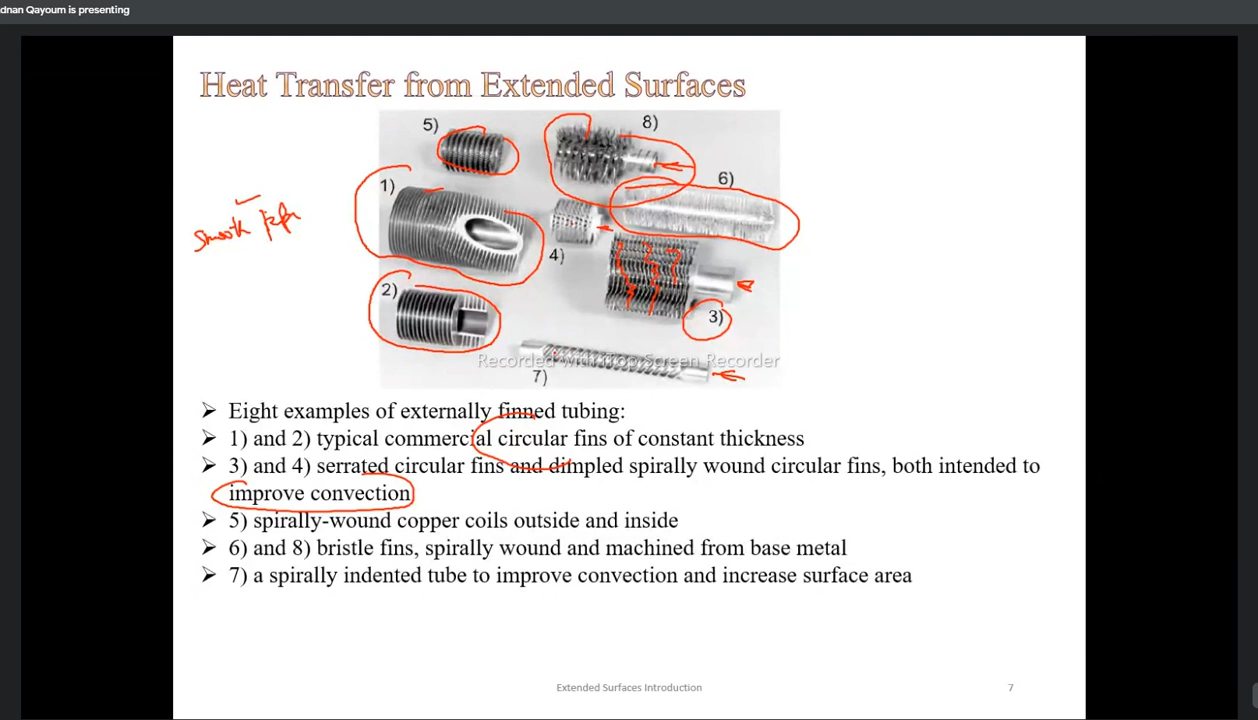 dnan Qayoum is presenting
Heat Transfer from Extended Surfaces
5)
8)
1)
6)
Smooth
4)
2)
3)
Recorded with iTop Screen Recorder
7)
➢ Eight examples of externally finned tubing:
➢ 1) and 2) typical commercial circular fins of constant thickness
➢ 3) and 4) serrated circular fins and dimpled spirally wound circular fins, both intended to
improve convection
➢ 5) spirally-wound copper coils outside and inside
➢ 6) and 8) bristle fins, spirally wound and machined from base metal
➢ 7) a spirally indented tube to improve convection and increase surface area
Extended Surfaces Introduction
7